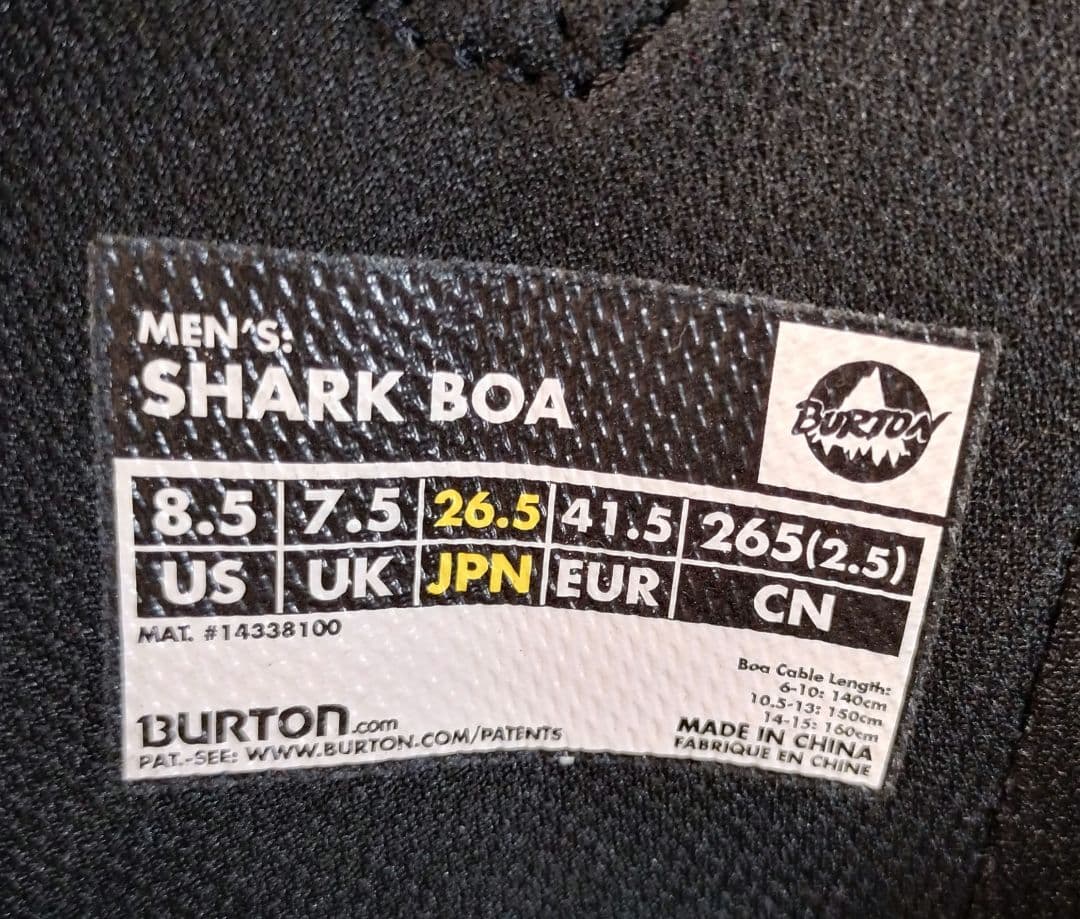 MEN'S:
SHARK BOA
BURTON
8.5 7.5 26.5 41.5 265(2.5)
US UK JPN EUR CN
MAT. #14338100
Boa Cable Length:
6-10: 140cm
10.5-13: 150cm
14-15: 160cm
MADE IN CHINA
FABRIQUE EN CHINE
BURTON.com
PAT.-SEE: WWW.BURTON.COM/PATENTS